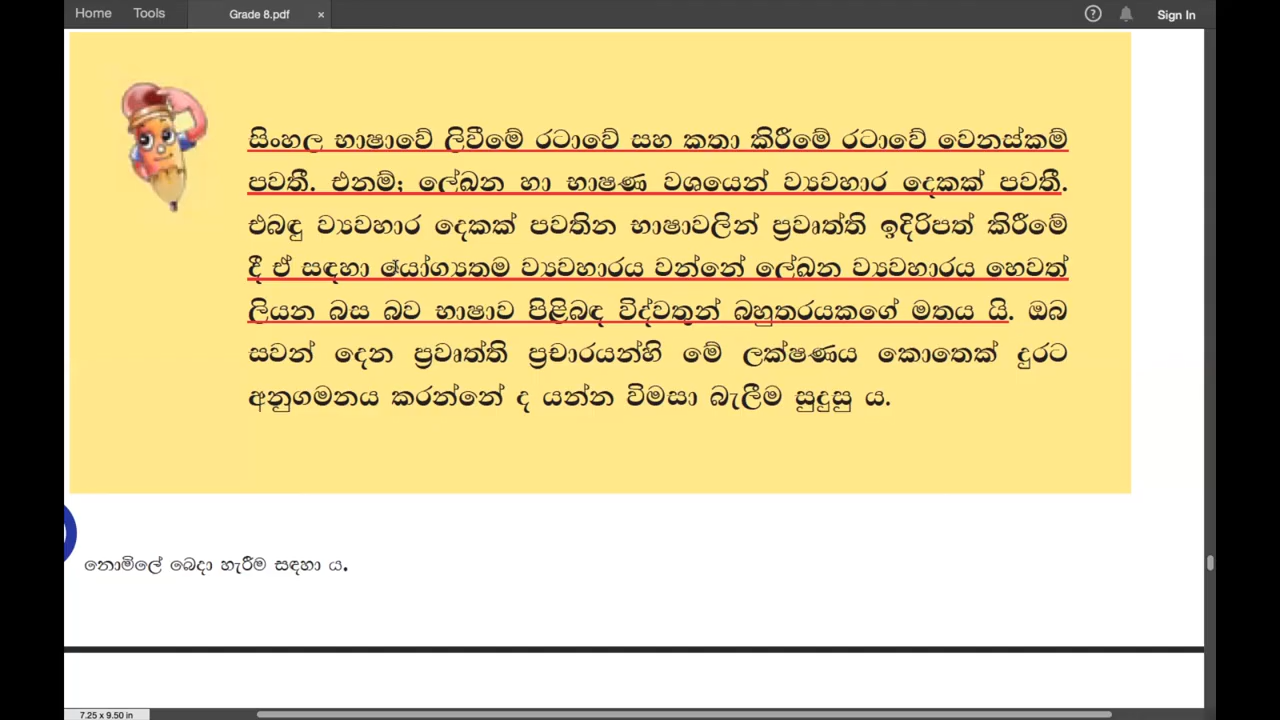 Home Tools Grade 8.pdf × ? Sign In
සිංහල භාෂාවේ ලිවීමේ රටාවේ සහ කතා කිරීමේ රටාවේ වෙනස්කම්
පවතී. එනම්; ලේඛන හා භාෂණ වශයෙන් ව්‍යවහාර දෙකක් පවතී.
එබඳු ව්‍යවහාර දෙකක් පවතින භාෂාවලින් ප්‍රවෘත්ති ඉදිරිපත් කිරීමේ
දී ඒ සඳහා යෝග්‍යතම ව්‍යවහාරය වන්නේ ලේඛන ව්‍යවහාරය හෙවත්
ලියන බස බව භාෂාව පිළිබඳ විද්වතුන් බහුතරයකගේ මතය යි. ඔබ
සවන් දෙන ප්‍රවෘත්ති ප්‍රචාරයන්හි මේ ලක්ෂණය කොතෙක් දුරට
අනුගමනය කරන්නේ ද යන්න විමසා බැලීම සුදුසු ය.
නොමිලේ බෙදා හැරීම සඳහා ය.
7.25 x 9.50 in